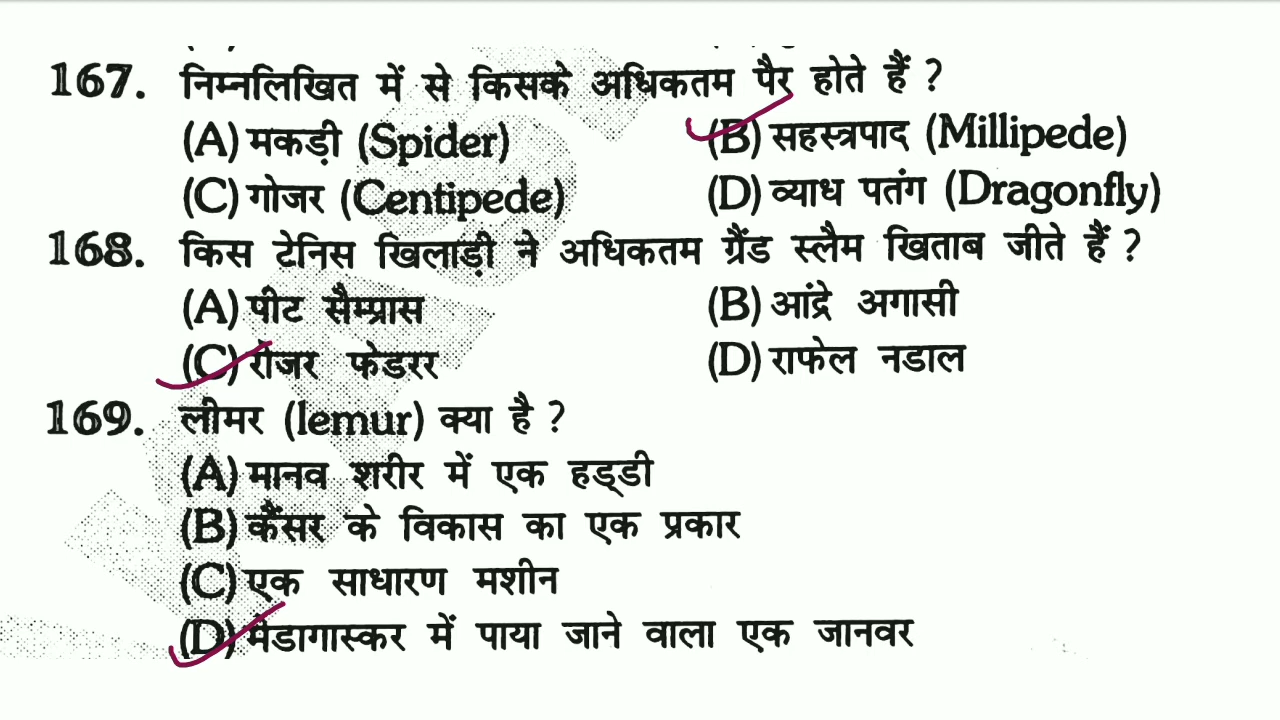 167. निम्नलिखित में से किसके अधिकतम पैर होते हैं ?
(A) मकड़ी (Spider) (B) सहस्त्रपाद (Millipede)
(C) गोजर (Centipede) (D) व्याध पतंग (Dragonfly)
168. किस टेनिस खिलाड़ी ने अधिकतम ग्रैंड स्लैम खिताब जीते हैं ?
(A) पीट सैम्प्रास (B) आंद्रे अगासी
(C) रोजर फेडरर (D) राफेल नडाल
169. लीमर (lemur) क्या है ?
(A) मानव शरीर में एक हड्डी
(B) कैंसर के विकास का एक प्रकार
(C) एक साधारण मशीन
(D) मेडागास्कर में पाया जाने वाला एक जानवर